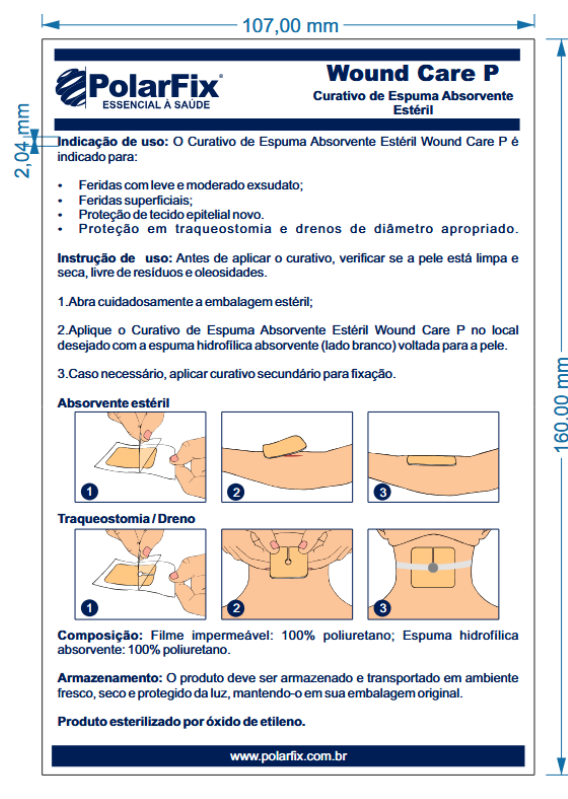 107,00 mm
PolarFix
ESSENCIAL À SAÚDE
Wound Care P
Curativo de Espuma Absorvente
Estéril
2,04 mm
Indicação de uso: O Curativo de Espuma Absorvente Estéril Wound Care P é
indicado para:
• Feridas com leve e moderado exsudato;
• Feridas superficiais;
• Proteção de tecido epitelial novo.
• Proteção em traqueostomia e drenos de diâmetro apropriado.
Instrução de uso: Antes de aplicar o curativo, verificar se a pele está limpa e
seca, livre de resíduos e oleosidades.
1.Abra cuidadosamente a embalagem estéril;
2.Aplique o Curativo de Espuma Absorvente Estéril Wound Care P no local
desejado com a espuma hidrofílica absorvente (lado branco) voltada para a pele.
3.Caso necessário, aplicar curativo secundário para fixação.
160,00 mm
Absorvente estéril
1
2
3
Traqueostomia / Dreno
1
2
3
Composição: Filme impermeável: 100% poliuretano; Espuma hidrofílica
absorvente: 100% poliuretano.
Armazenamento: O produto deve ser armazenado e transportado em ambiente
fresco, seco e protegido da luz, mantendo-o em sua embalagem original.
Produto esterilizado por óxido de etileno.
www.polarfix.com.br